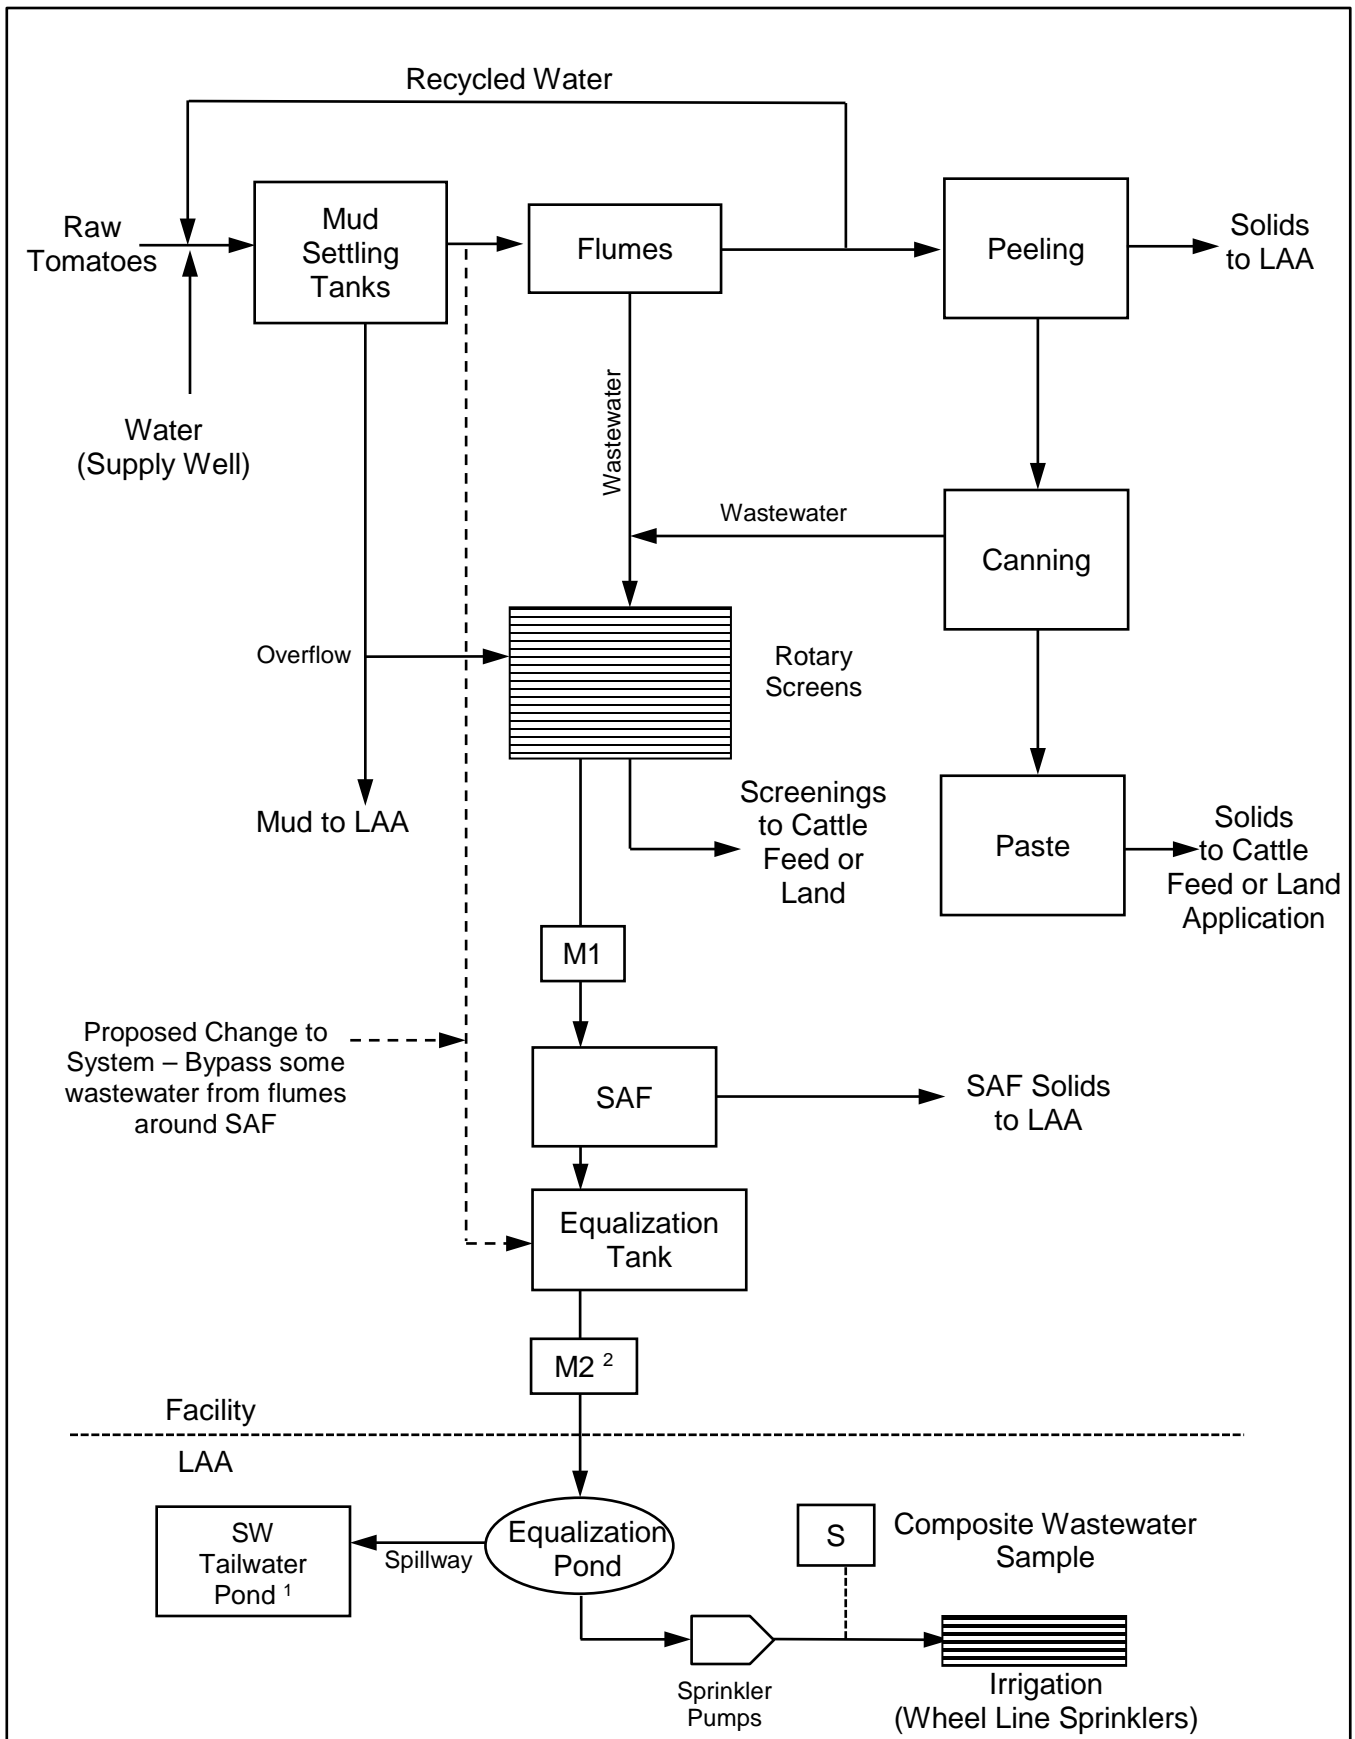 Recycled Water
Raw
Tomatoes
Mud
Settling
Tanks
Flumes
Peeling
Solids
to LAA
Water
(Supply Well)
Wastewater
Wastewater
Canning
Overflow
Rotary
Screens
Mud to LAA
Screenings
to Cattle
Feed or
Land
Paste
Solids
to Cattle
Feed or Land
Application
M1
Proposed Change to
System – Bypass some
wastewater from flumes
around SAF
SAF
SAF Solids
to LAA
Equalization
Tank
M2 2
Facility
LAA
SW
Tailwater
Pond 1
Spillway
Equalization
Pond
S
Composite Wastewater
Sample
Sprinkler
Pumps
Irrigation
(Wheel Line Sprinklers)